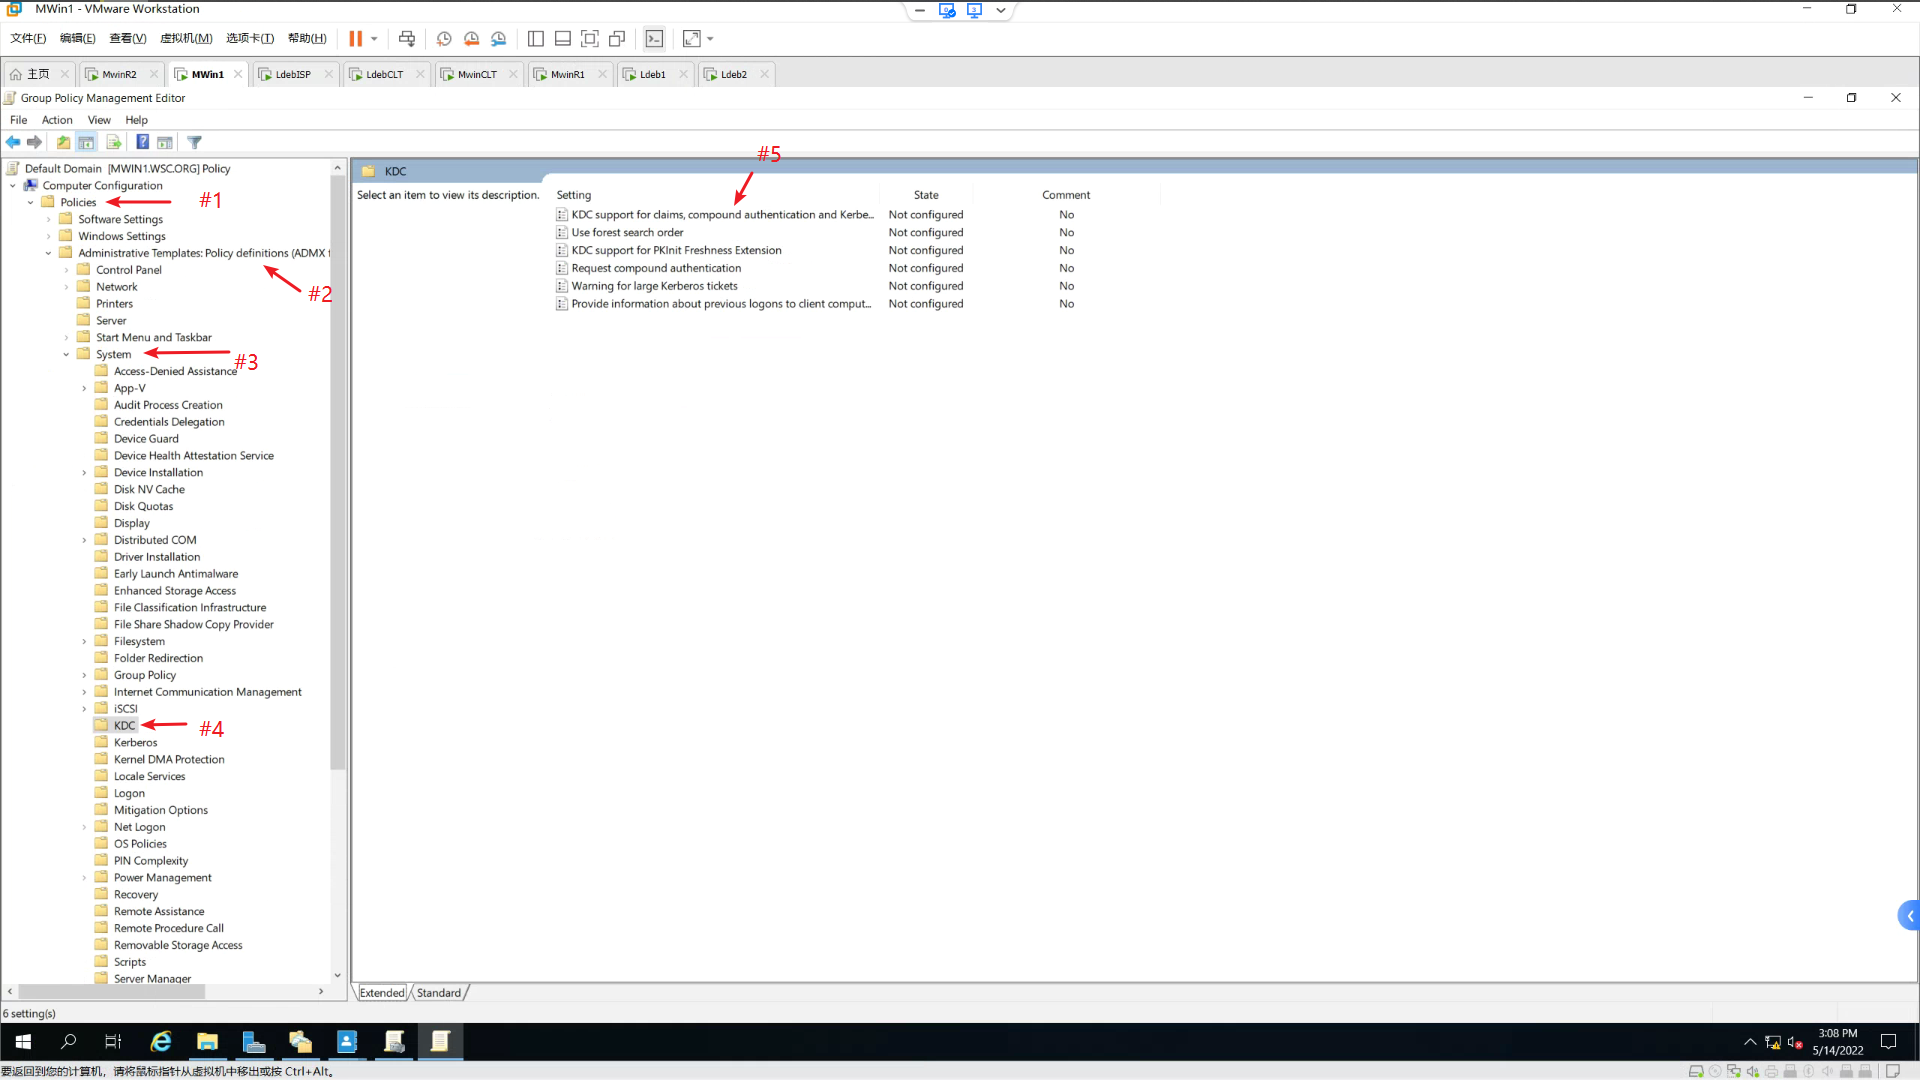 MWin1 - VMware Workstation
文件(F) 编辑(E) 查看(V) 虚拟机(M) 选项卡(T) 帮助(H)
主页 MwinR2 MWin1 LdebISP LdebCLT MwinCLT MwinR1 Ldeb1 Ldeb2
Group Policy Management Editor
File Action View Help
Default Domain [MWIN1.WSC.ORG] Policy
Computer Configuration
Policies
#1
Software Settings
Windows Settings
Administrative Templates: Policy definitions (ADMX f
Control Panel
#2
Network
Printers
Server
Start Menu and Taskbar
System
#3
Access-Denied Assistance
App-V
Audit Process Creation
Credentials Delegation
Device Guard
Device Health Attestation Service
Device Installation
Disk NV Cache
Disk Quotas
Display
Distributed COM
Driver Installation
Early Launch Antimalware
Enhanced Storage Access
File Classification Infrastructure
File Share Shadow Copy Provider
Filesystem
Folder Redirection
Group Policy
Internet Communication Management
iSCSI
KDC
#4
Kerberos
Kernel DMA Protection
Locale Services
Logon
Mitigation Options
Net Logon
OS Policies
PIN Complexity
Power Management
Recovery
Remote Assistance
Remote Procedure Call
Removable Storage Access
Scripts
Server Manager
KDC
#5
Select an item to view its description.
Setting State Comment
KDC support for claims, compound authentication and Kerbe... Not configured No
Use forest search order Not configured No
KDC support for PKInit Freshness Extension Not configured No
Request compound authentication Not configured No
Warning for large Kerberos tickets Not configured No
Provide information about previous logons to client comput... Not configured No
Extended Standard
6 setting(s)
3:08 PM
5/14/2022
要返回到您的计算机，请将鼠标指针从虚拟机中移出或按 Ctrl+Alt。